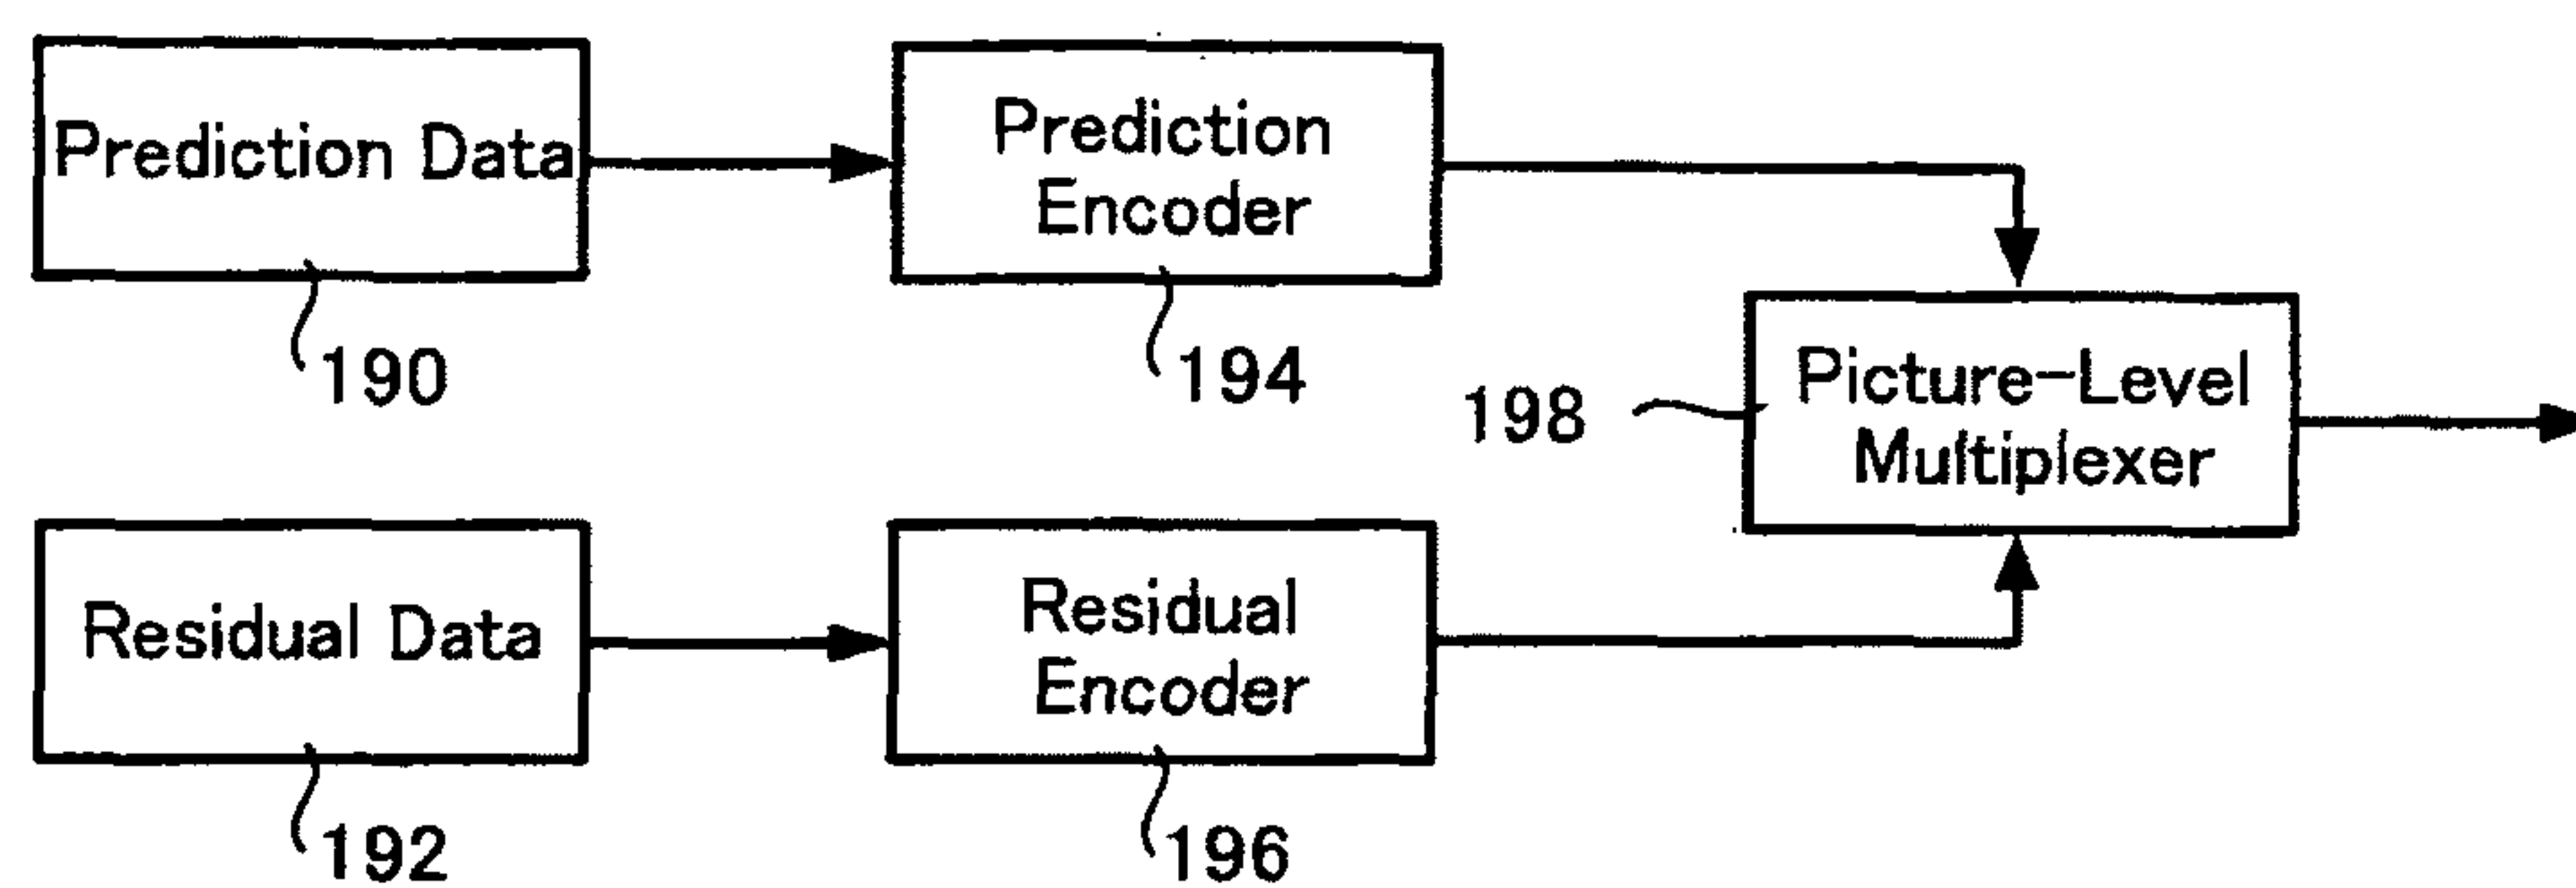 Prediction Data
190
Prediction
Encoder
194
Picture-Level
Multiplexer
198
Residual Data
192
Residual
Encoder
196